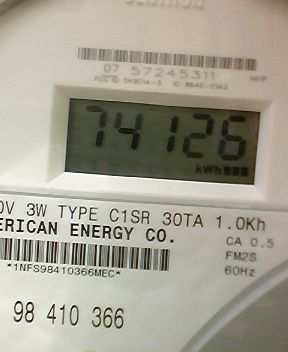 07 57245311
74126
kWh
0V 3W TYPE C1SR 30TA 1.0Kh
ERICAN ENERGY CO.
CA 0.5
FM2S
60Hz
*1NFS98410366MEC*
98 410 366